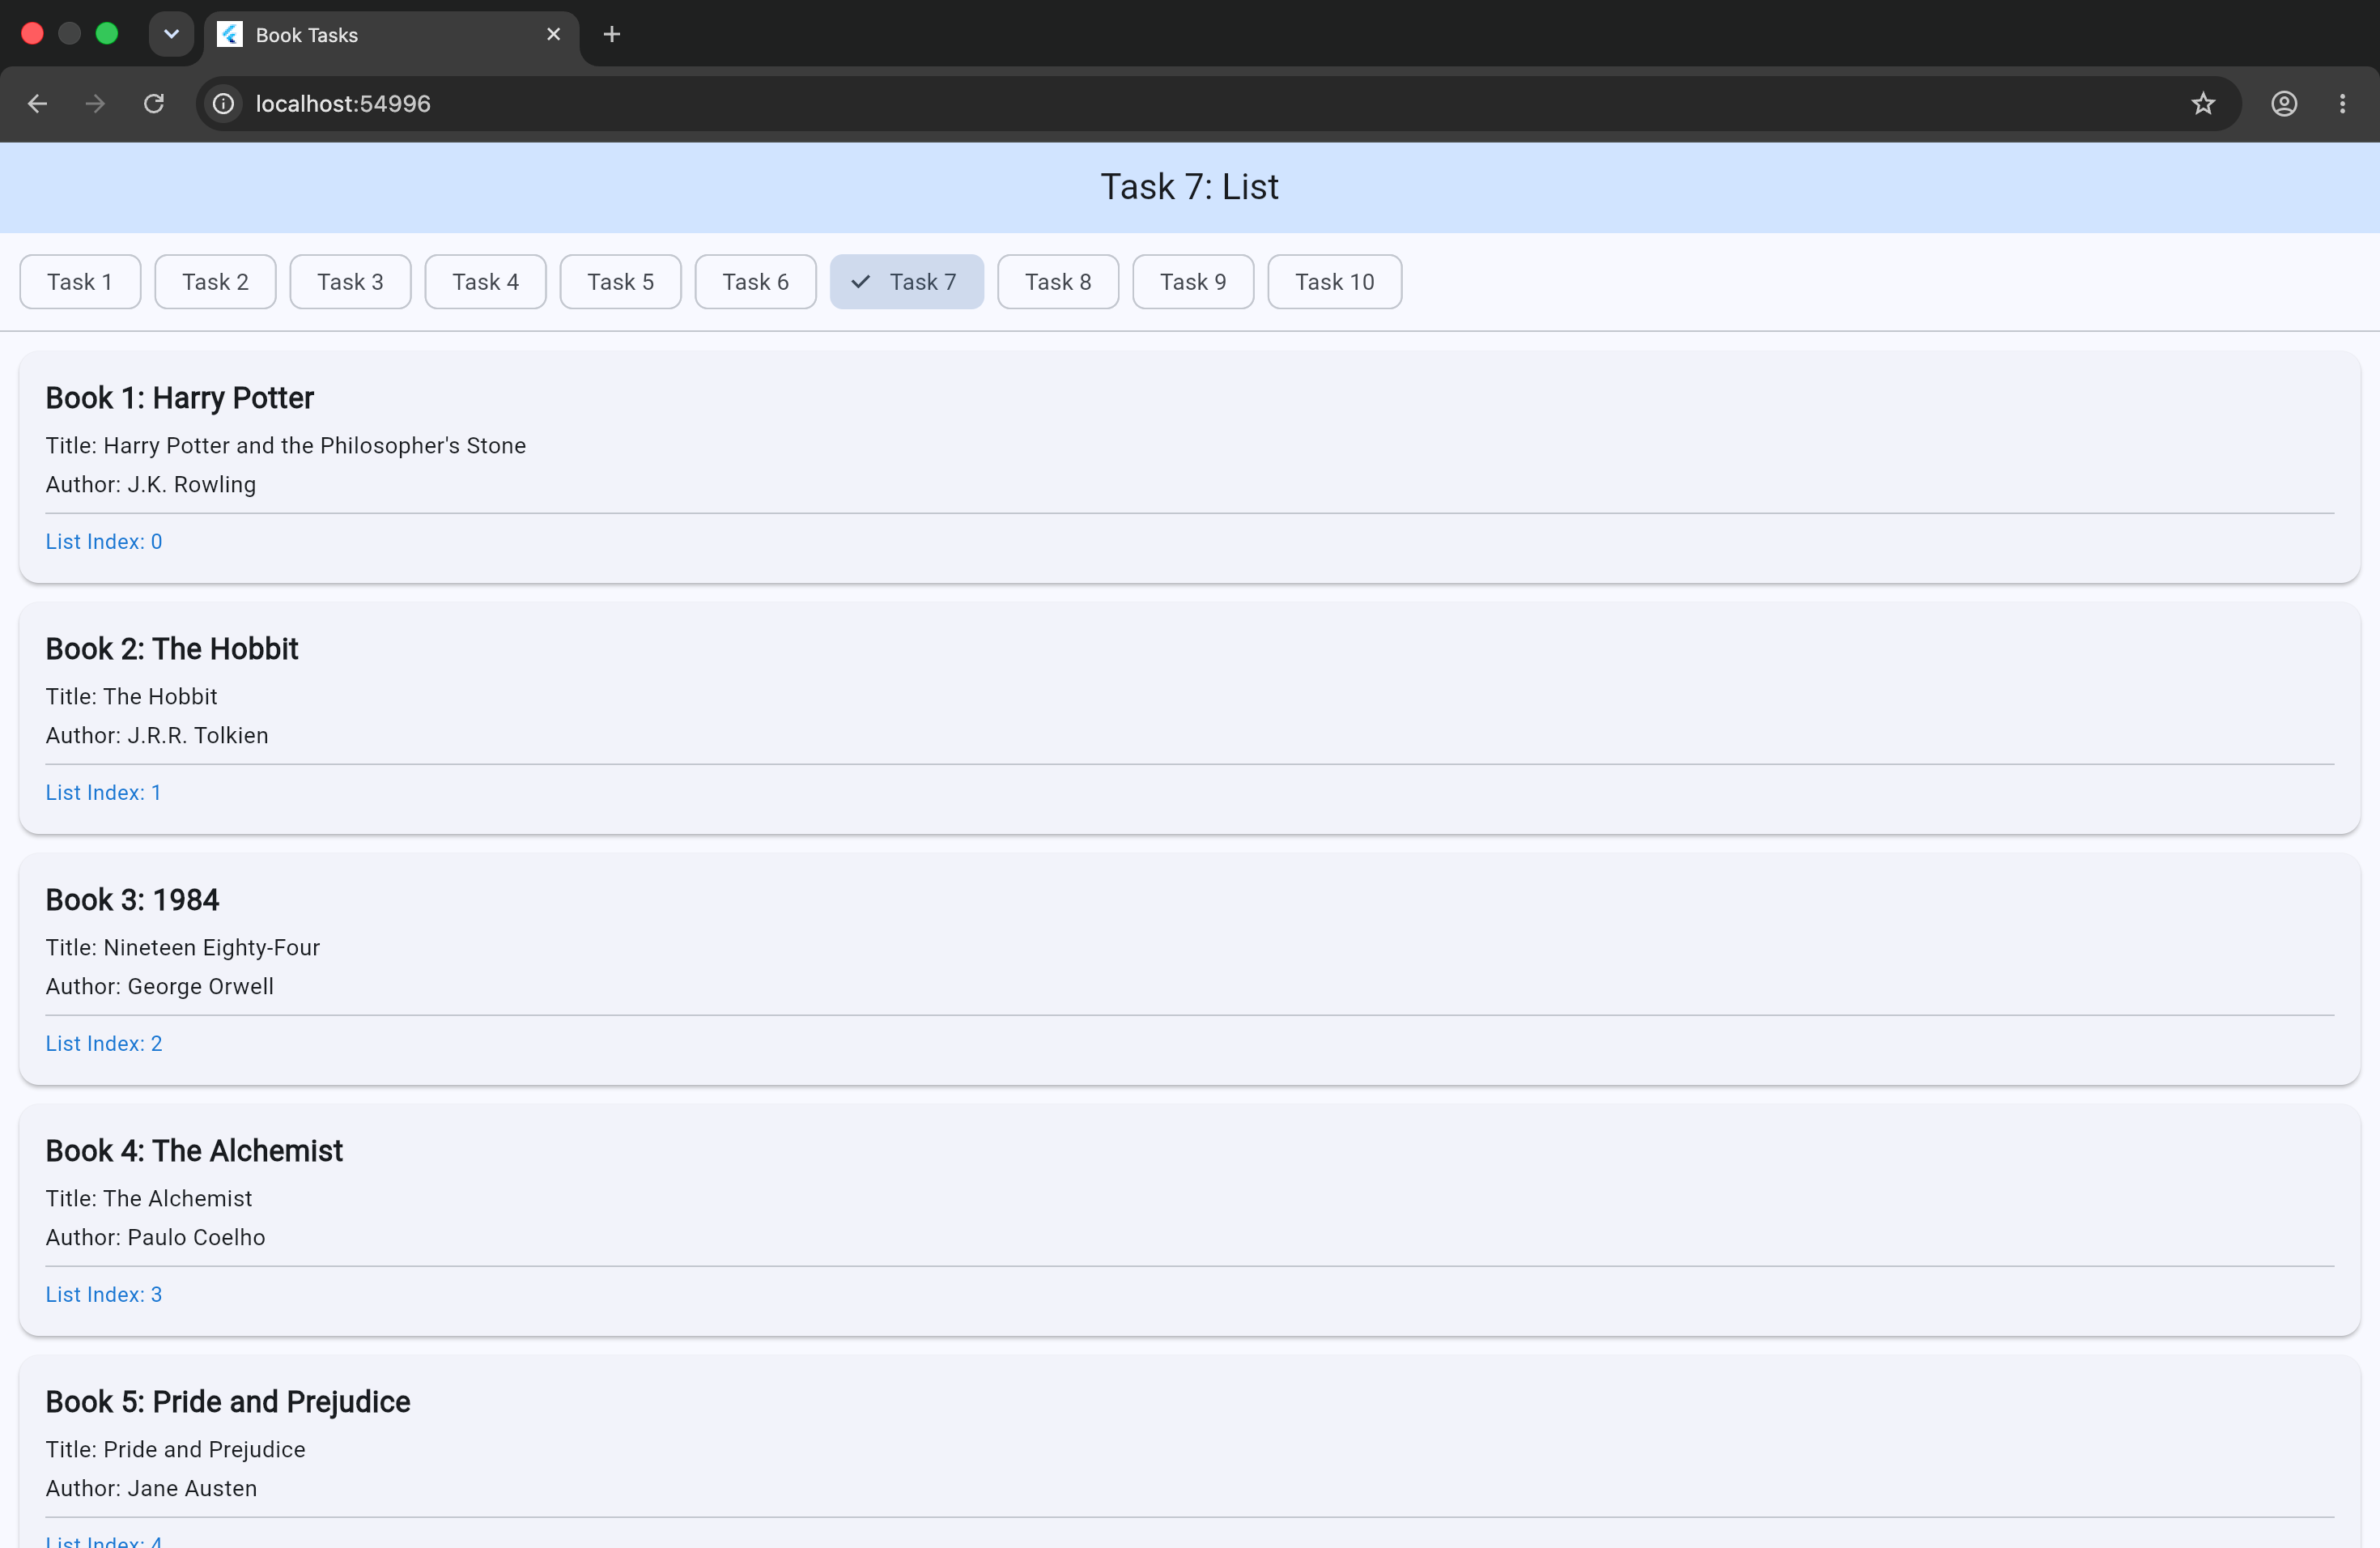 Book Tasks
localhost:54996
Task 7: List
Task 1 Task 2 Task 3 Task 4 Task 5 Task 6 Task 7 Task 8 Task 9 Task 10
Book 1: Harry Potter
Title: Harry Potter and the Philosopher's Stone
Author: J.K. Rowling
List Index: 0
Book 2: The Hobbit
Title: The Hobbit
Author: J.R.R. Tolkien
List Index: 1
Book 3: 1984
Title: Nineteen Eighty-Four
Author: George Orwell
List Index: 2
Book 4: The Alchemist
Title: The Alchemist
Author: Paulo Coelho
List Index: 3
Book 5: Pride and Prejudice
Title: Pride and Prejudice
Author: Jane Austen
List Index: 4